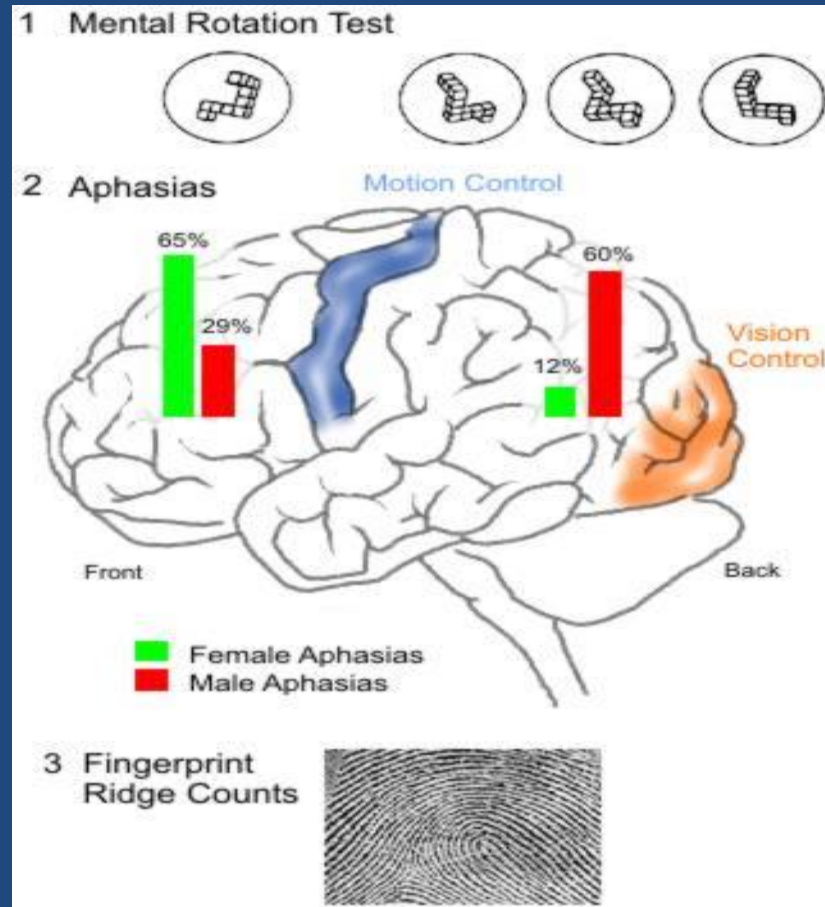 1 Mental Rotation Test
2 Aphasias
Motion Control
65%
29%
60%
12%
Vision
Control
Front
Back
Female Aphasias
Male Aphasias
3 Fingerprint
Ridge Counts